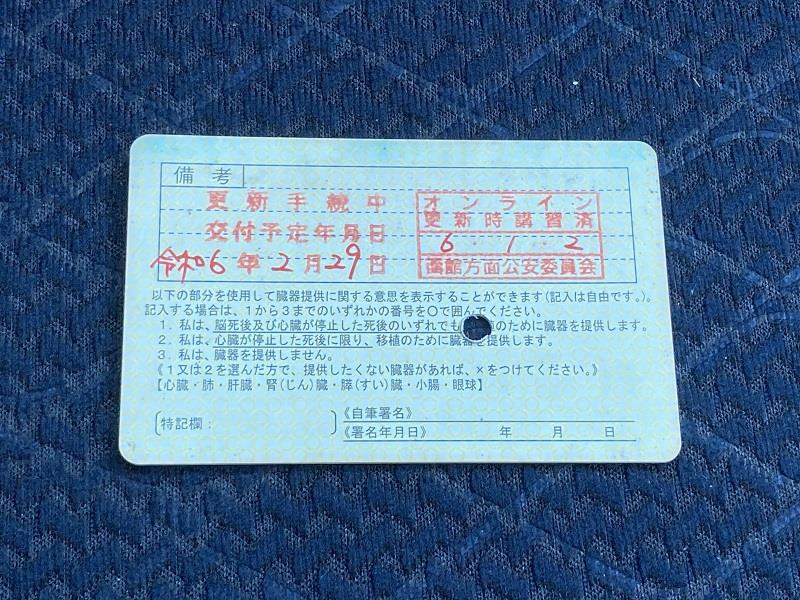 備考
更新手続中
交付予定年月日
令和6年2月29日
オンライン
更新時講習済
6 1 2
函館方面公安委員会
以下の部分を使用して臓器提供に関する意思を表示することができます(記入は自由です。)。
記入する場合は、1から3までのいずれかの番号を○で囲んでください。
1. 私は、脳死後及び心臓が停止した死後のいずれでも、植のために臓器を提供します。
2. 私は、心臓が停止した死後に限り、移植のために臓器を提供します。
3. 私は、臓器を提供しません。
《1又は2を選んだ方で、提供したくない臓器があれば、×をつけてください。》
【心臓・肺・肝臓・腎(じん)臓・膵(すい)臓・小腸・眼球】
〔特記欄: 〕
《自筆署名》
《署名年月日》 年 月 日